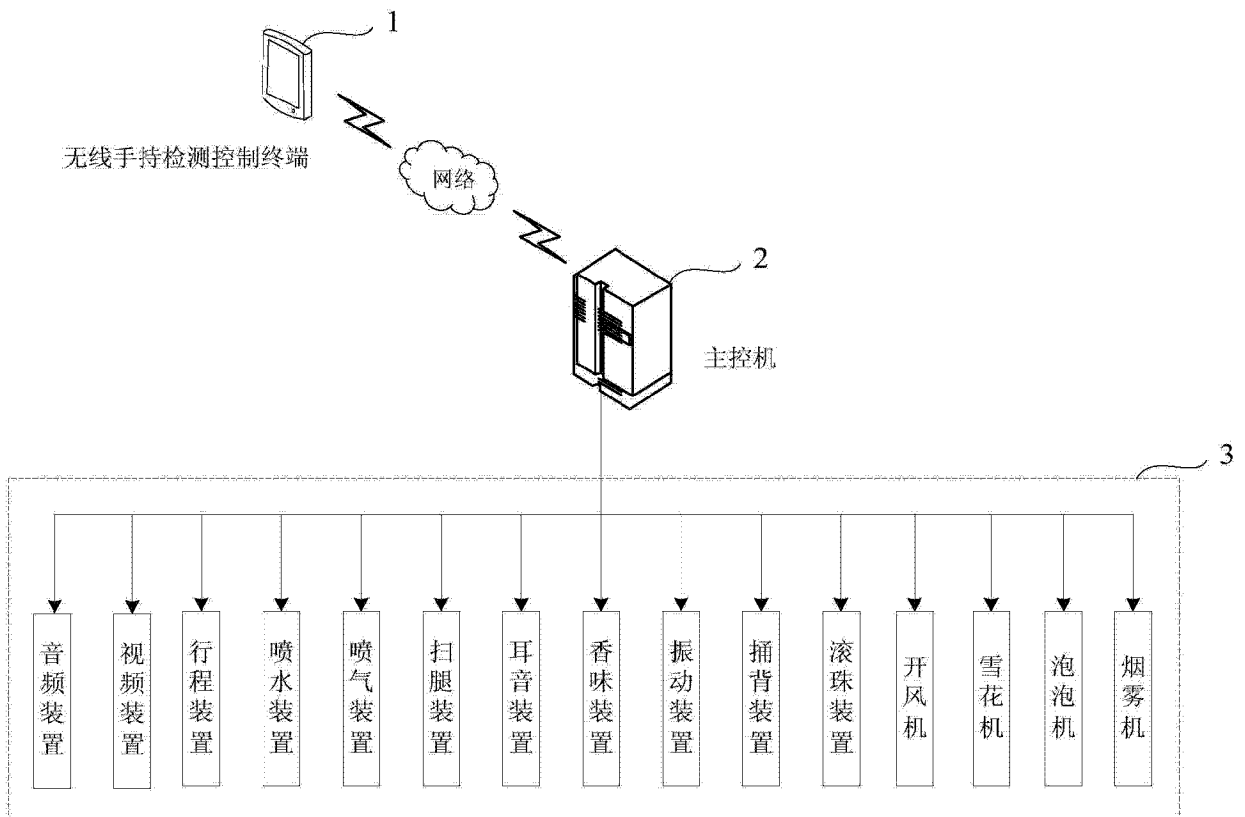 1
无线手持检测控制终端
网络
2
主控机
3
音频装置
视频装置
行程装置
喷水装置
喷气装置
扫腿装置
耳音装置
香味装置
振动装置
捅背装置
滚珠装置
开风机
雪花机
泡泡机
烟雾机